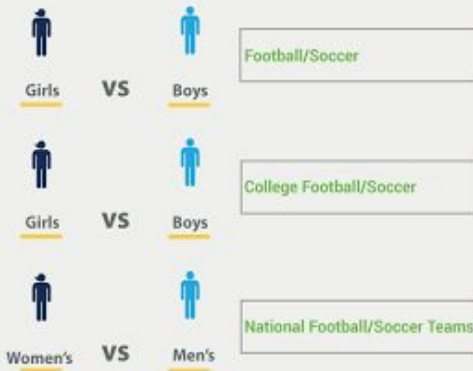 Football/Soccer
Girls VS Boys
College Football/Soccer
Girls VS Boys
National Football/Soccer Teams
Women's VS Men's